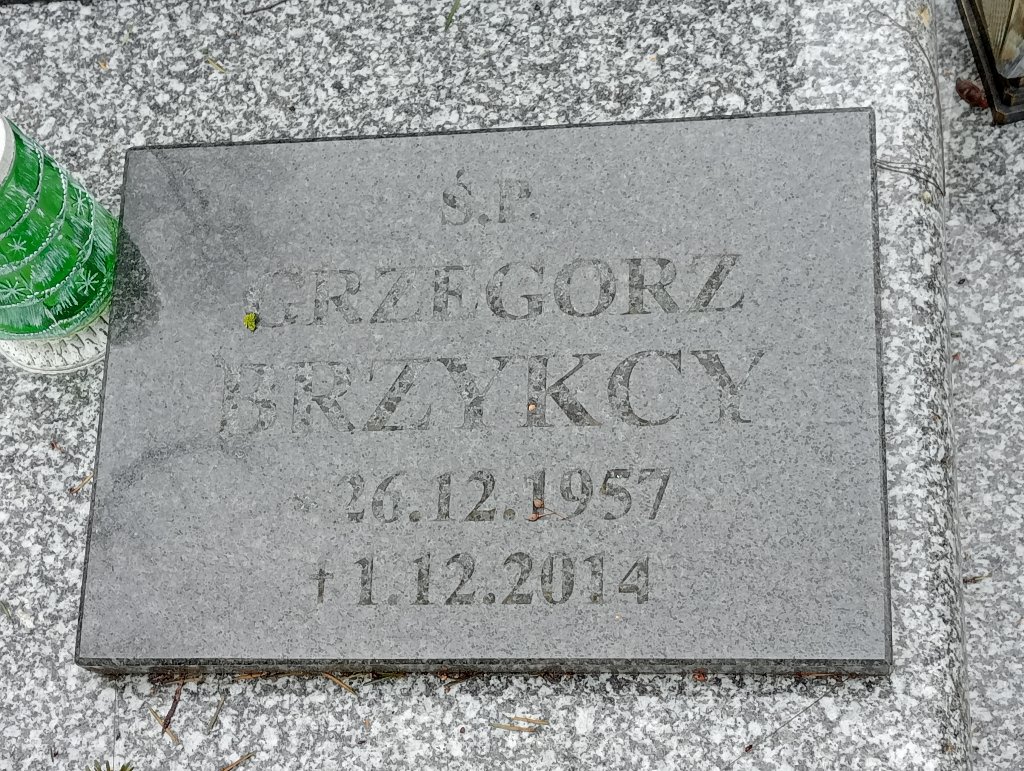 Ś.P.
GRZEGORZ
BRZYKCY
26.12.1957
† 1.12.2014